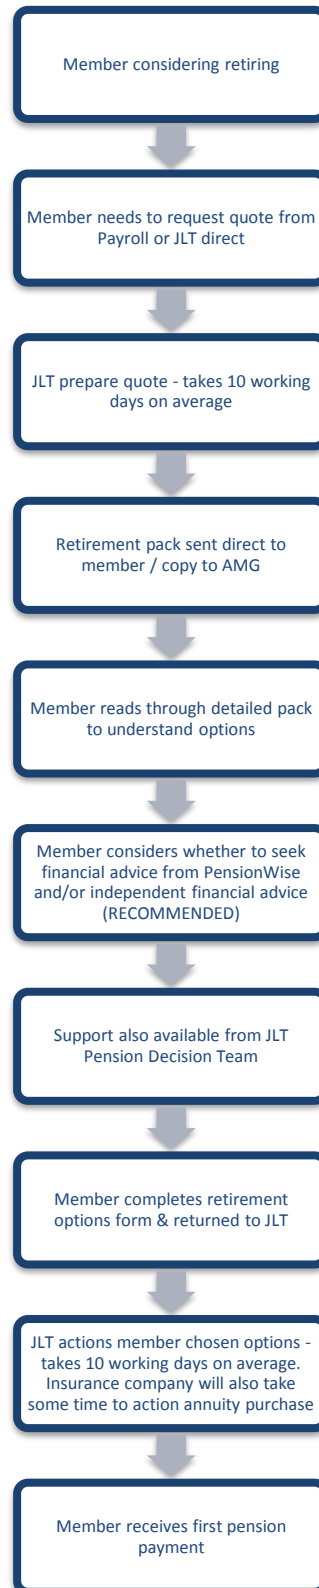 Member considering retiring
Member needs to request quote from
Payroll or JLT direct
JLT prepare quote - takes 10 working
days on average
Retirement pack sent direct to
member / copy to AMG
Member reads through detailed pack
to understand options
Member considers whether to seek
financial advice from PensionWise
and/or independent financial advice
(RECOMMENDED)
Support also available from JLT
Pension Decision Team
Member completes retirement
options form & returned to JLT
JLT actions member chosen options -
takes 10 working days on average.
Insurance company will also take
some time to action annuity purchase
Member receives first pension
payment